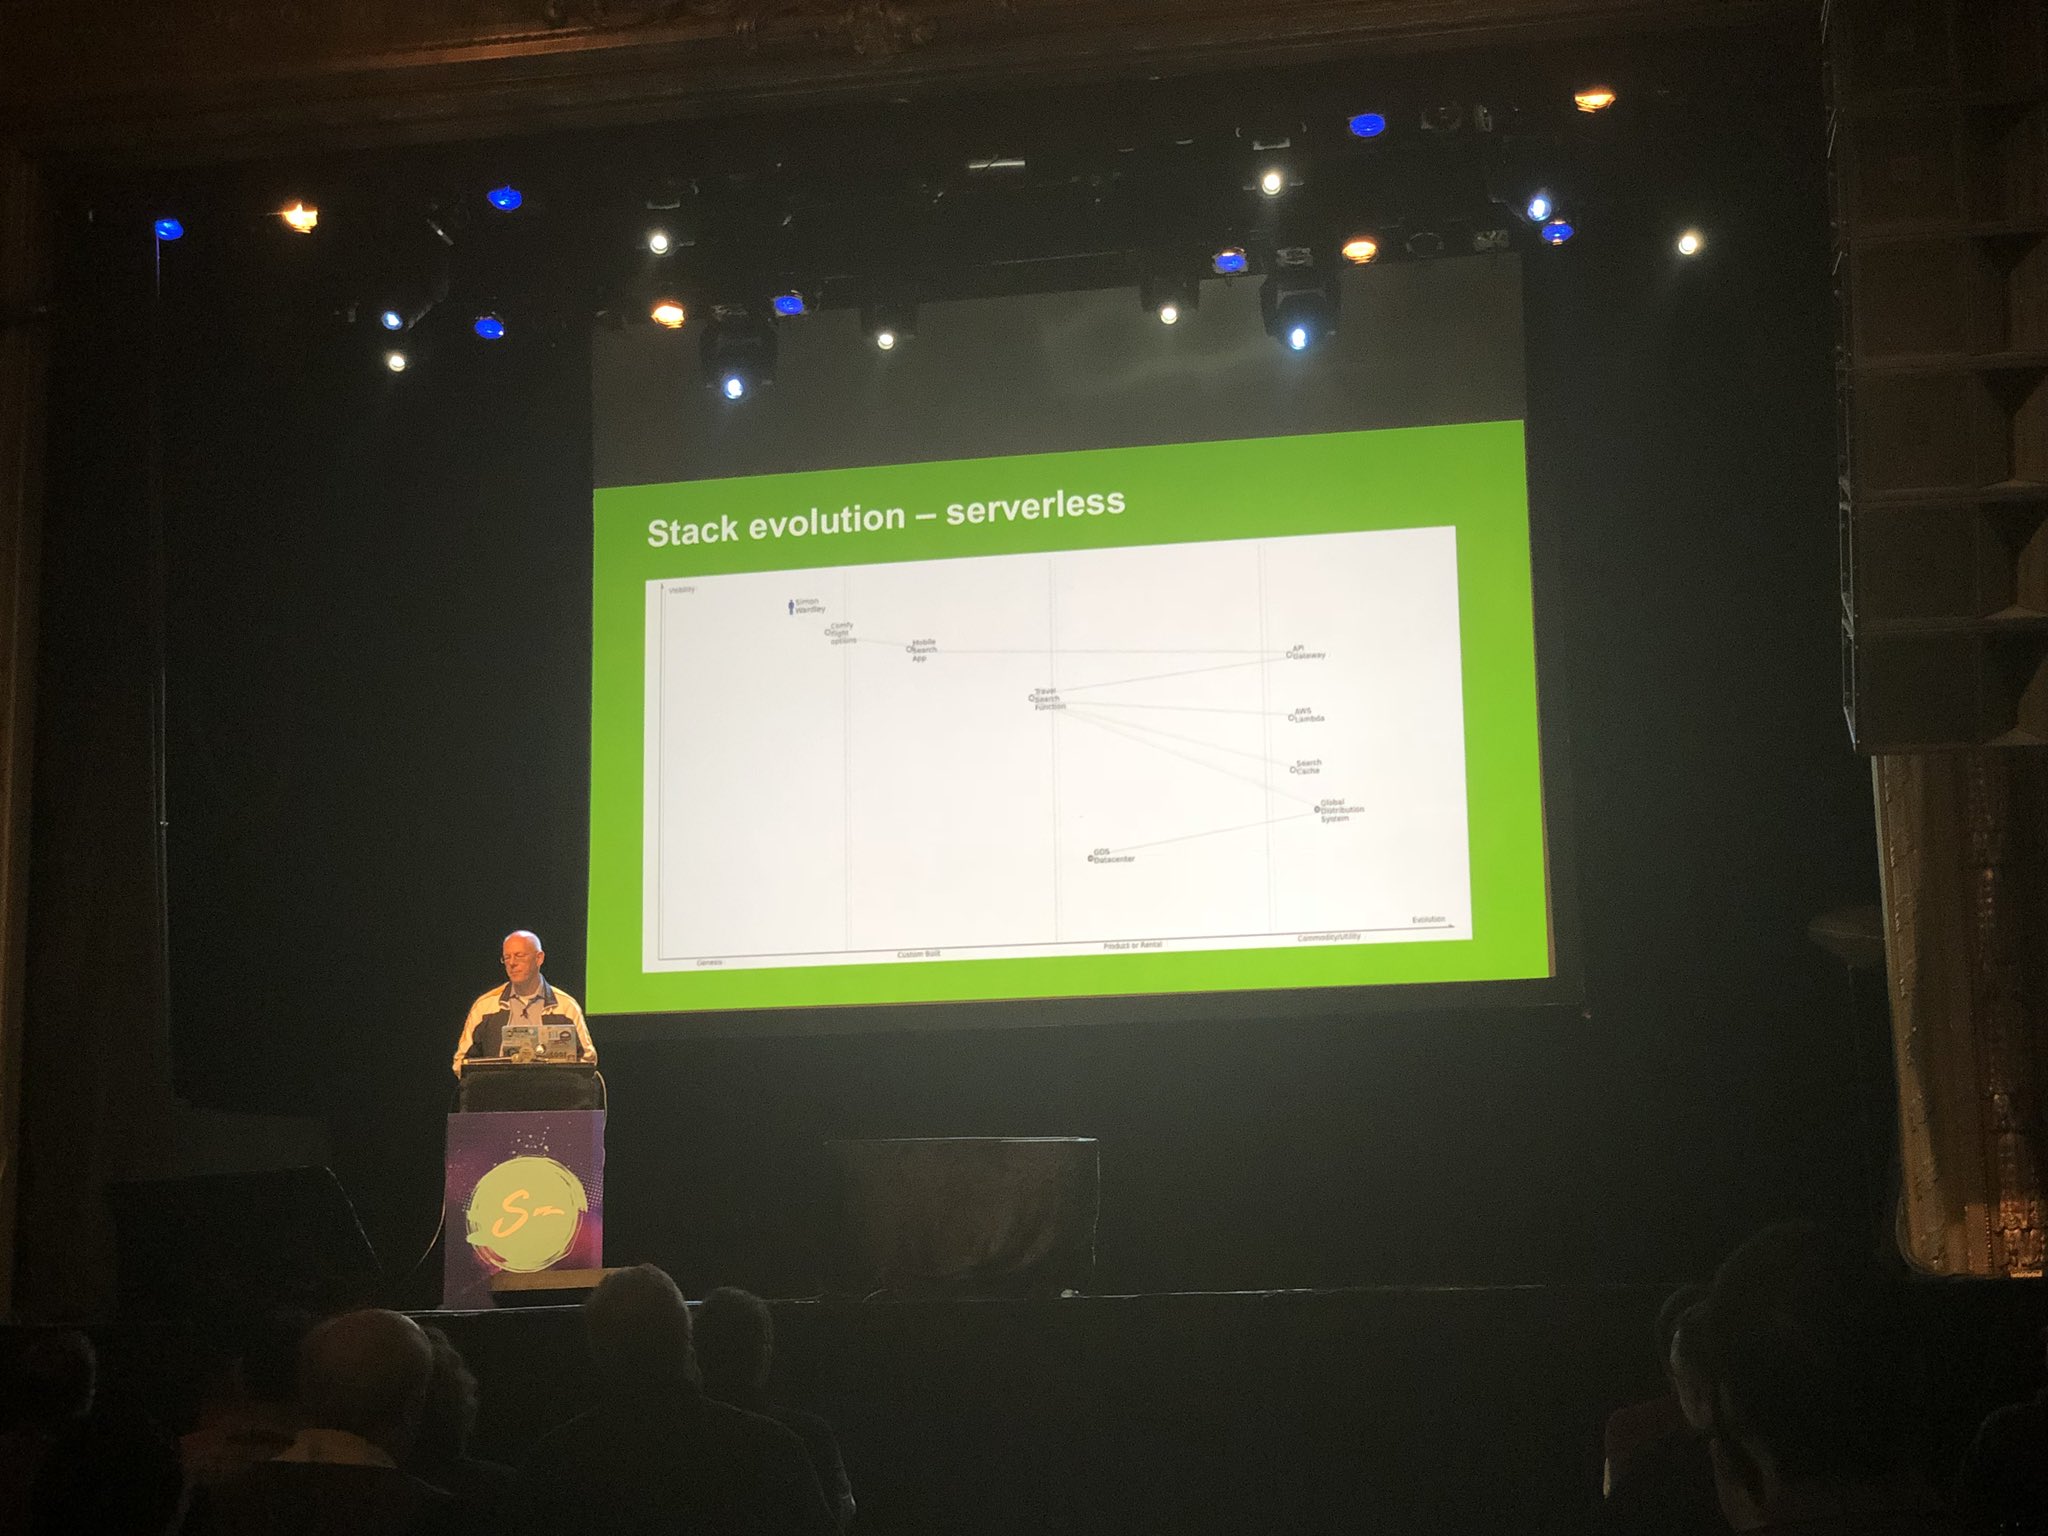 Stack evolution – serverless
Visibility
Simon
Wardley
Comfy
flight
options
Mobile
Search
App
API
Gateway
Travel
Search
Function
AWS
Lambda
Search
Cache
Global
Distribution
System
GDS
Datacenter
Evolution
Genesis
Custom Built
Product or Rental
Commodity/Utility
S